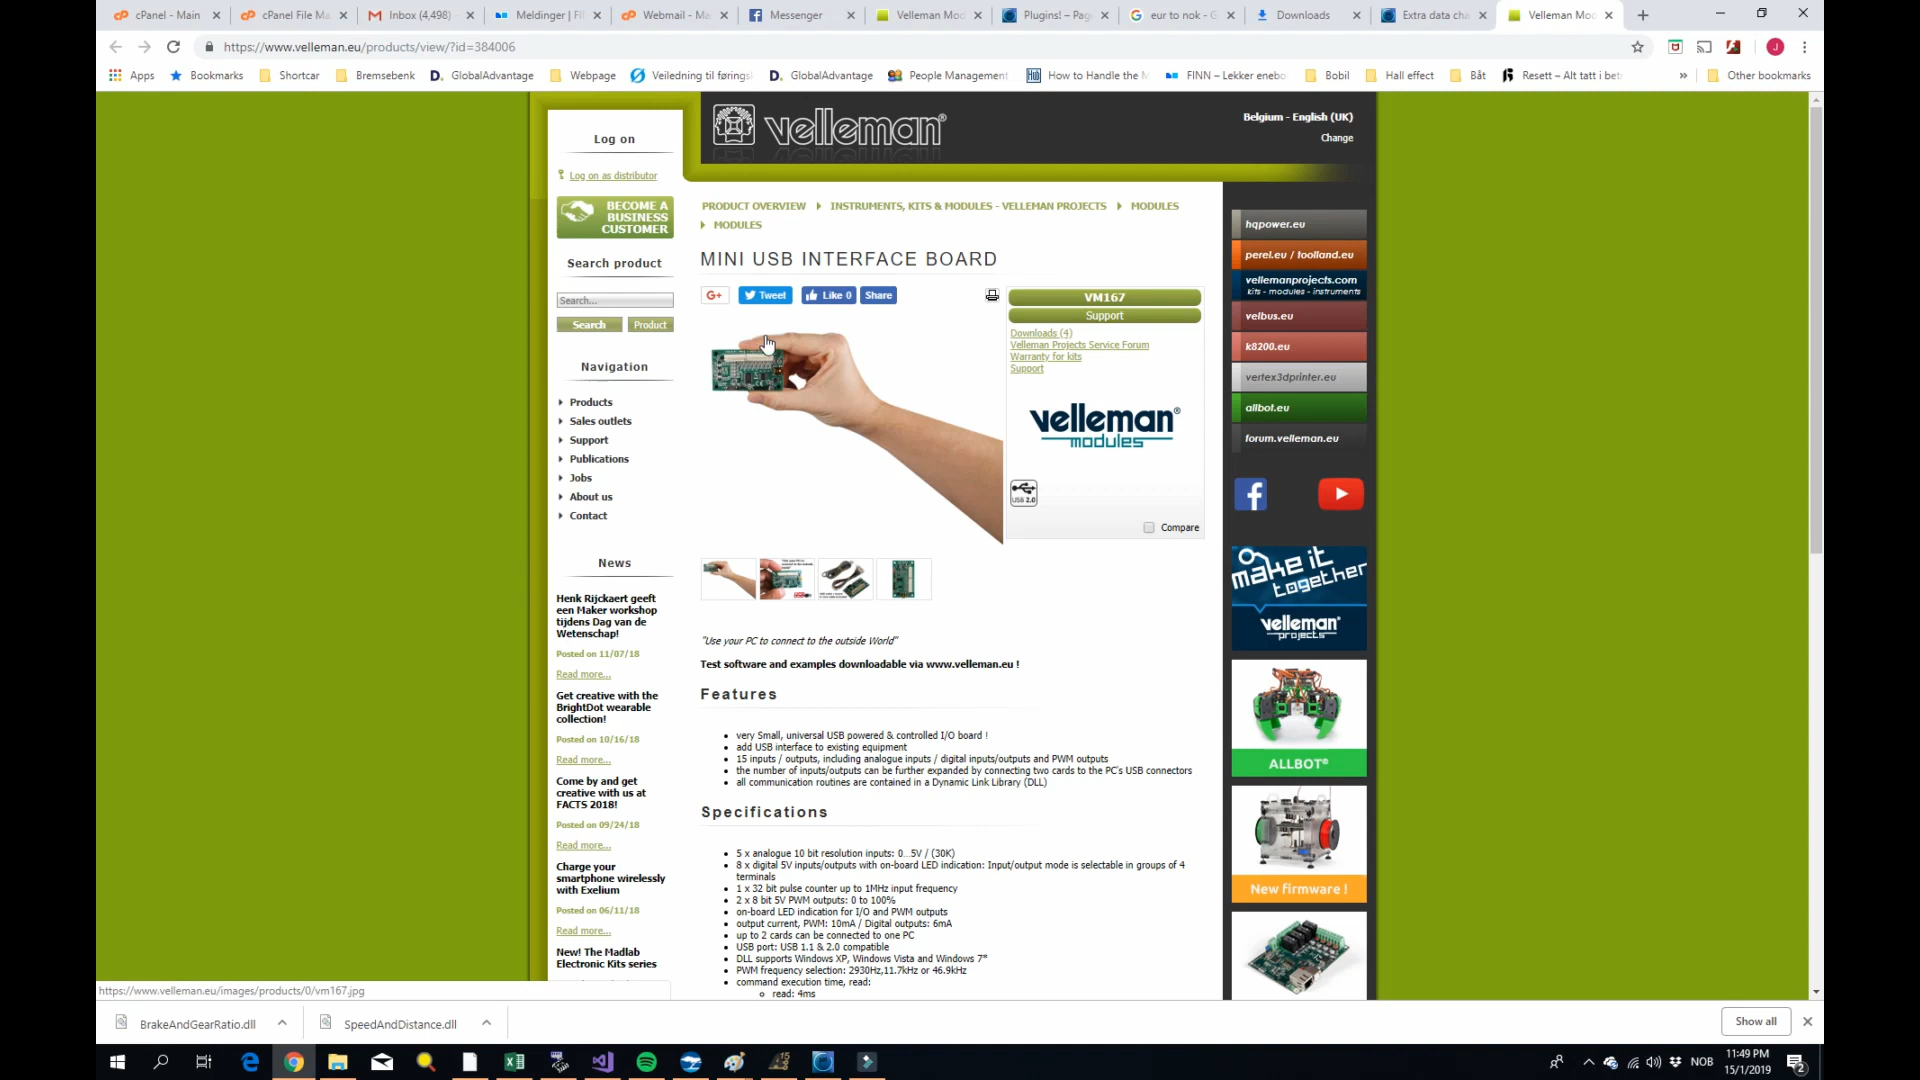 cPanel - Main
cPanel File Ma
Inbox (4,498) -
Meldinger | FI
Webmail - Ma
Messenger
Velleman Mod
Plugins! – Pag
eur to nok - G
Downloads
Extra data cha
Velleman Mod
https://www.velleman.eu/products/view/?id=384006
Apps
Bookmarks
Shortcar
Bremsebenk
GlobalAdvantage
Webpage
Veiledning til føring
GlobalAdvantage
People Management
How to Handle the M
FINN – Lekker enebo
Bobil
Hall effect
Båt
Resett – Alt tatt i bet
»
Other bookmarks
Log on
Log on as distributor
BECOME A
BUSINESS
CUSTOMER
Search product
Search...
Search
Product
Navigation
Products
Sales outlets
Support
Publications
Jobs
About us
Contact
News
Henk Rijckaert geeft
een Maker workshop
tijdens Dag van de
Wetenschap!
Posted on 11/07/18
Read more...
Get creative with the
BrightDot wearable
collection!
Posted on 10/16/18
Read more...
Come by and get
creative with us at
FACTS 2018!
Posted on 09/24/18
Read more...
Charge your
smartphone wirelessly
with Exelium
Posted on 06/11/18
Read more...
New! The Madlab
Electronic Kits series
velleman®
Belgium - English (UK)
Change
PRODUCT OVERVIEW
INSTRUMENTS, KITS & MODULES - VELLEMAN PROJECTS
MODULES
MODULES
MINI USB INTERFACE BOARD
G+
Tweet
Like 0
Share
VM167
Support
Downloads (4)
Velleman Projects Service Forum
Warranty for kits
Support
velleman
modules
USB 2.0
Compare
"Use your PC to connect to the outside World"
Test software and examples downloadable via www.velleman.eu !
Features
very Small, universal USB powered & controlled I/O board !
add USB interface to existing equipment
15 inputs / outputs, including analogue inputs / digital inputs/outputs and PWM outputs
the number of inputs/outputs can be further expanded by connecting two cards to the PC's USB connectors
all communication routines are contained in a Dynamic Link Library (DLL)
Specifications
5 x analogue 10 bit resolution inputs: 0...5V / (30K)
8 x digital 5V inputs/outputs with on-board LED indication: Input/output mode is selectable in groups of 4
terminals
1 x 32 bit pulse counter up to 1MHz input frequency
2 x 8 bit 5V PWM outputs: 0 to 100%
on-board LED indication for I/O and PWM outputs
output current, PWM: 10mA / Digital outputs: 6mA
up to 2 cards can be connected to one PC
USB port: USB 1.1 & 2.0 compatible
DLL supports Windows XP, Windows Vista and Windows 7*
PWM frequency selection: 2930Hz,11.7kHz or 46.9kHz
command execution time, read:
read: 4ms
hqpower.eu
perel.eu / toolland.eu
vellemanprojects.com
kits - modules - instruments
velbus.eu
k8200.eu
vertex3dprinter.eu
allbot.eu
forum.velleman.eu
make it
together
velleman
projects
ALLBOT®
New firmware !
https://www.velleman.eu/images/products/0/vm167.jpg
BrakeAndGearRatio.dll
SpeedAndDistance.dll
Show all
NOB
11:49 PM
15/1/2019
2